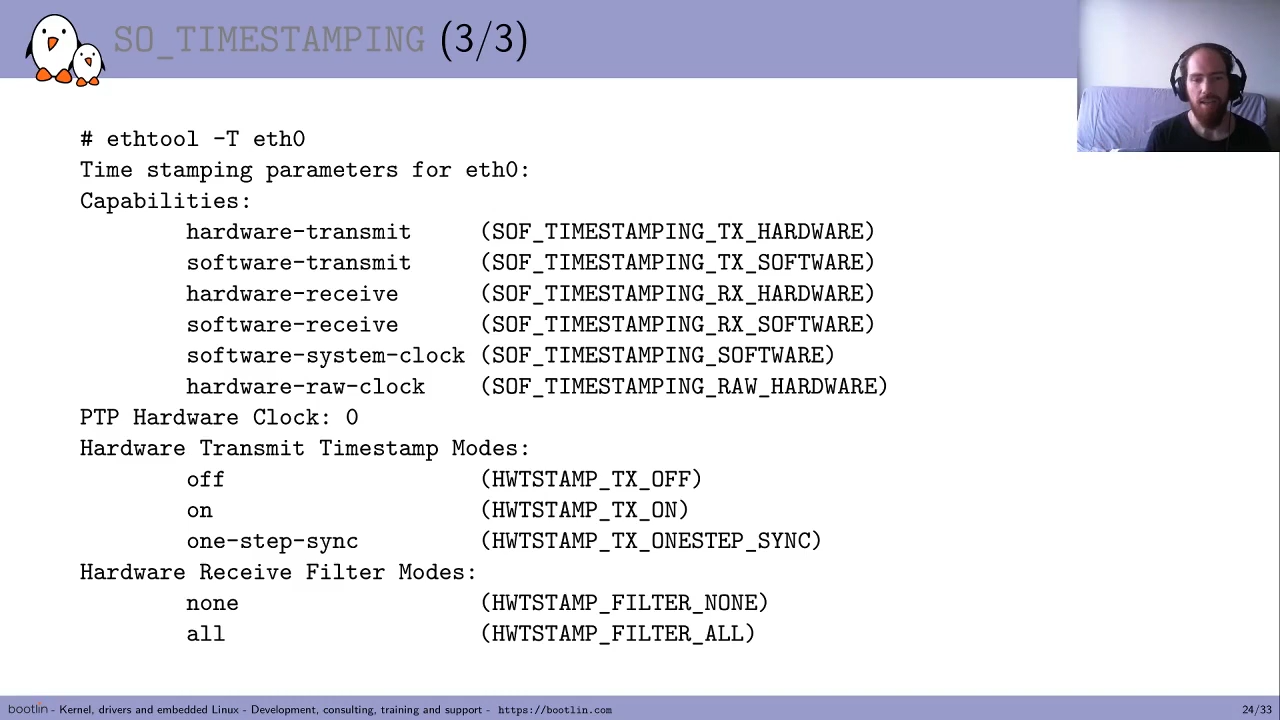 SO_TIMESTAMPING (3/3)
# ethtool -T eth0
Time stamping parameters for eth0:
Capabilities:
hardware-transmit (SOF_TIMESTAMPING_TX_HARDWARE)
software-transmit (SOF_TIMESTAMPING_TX_SOFTWARE)
hardware-receive (SOF_TIMESTAMPING_RX_HARDWARE)
software-receive (SOF_TIMESTAMPING_RX_SOFTWARE)
software-system-clock (SOF_TIMESTAMPING_SOFTWARE)
hardware-raw-clock (SOF_TIMESTAMPING_RAW_HARDWARE)
PTP Hardware Clock: 0
Hardware Transmit Timestamp Modes:
off (HWTSTAMP_TX_OFF)
on (HWTSTAMP_TX_ON)
one-step-sync (HWTSTAMP_TX_ONESTEP_SYNC)
Hardware Receive Filter Modes:
none (HWTSTAMP_FILTER_NONE)
all (HWTSTAMP_FILTER_ALL)
bootlin - Kernel, drivers and embedded Linux - Development, consulting, training and support - https://bootlin.com 24/33